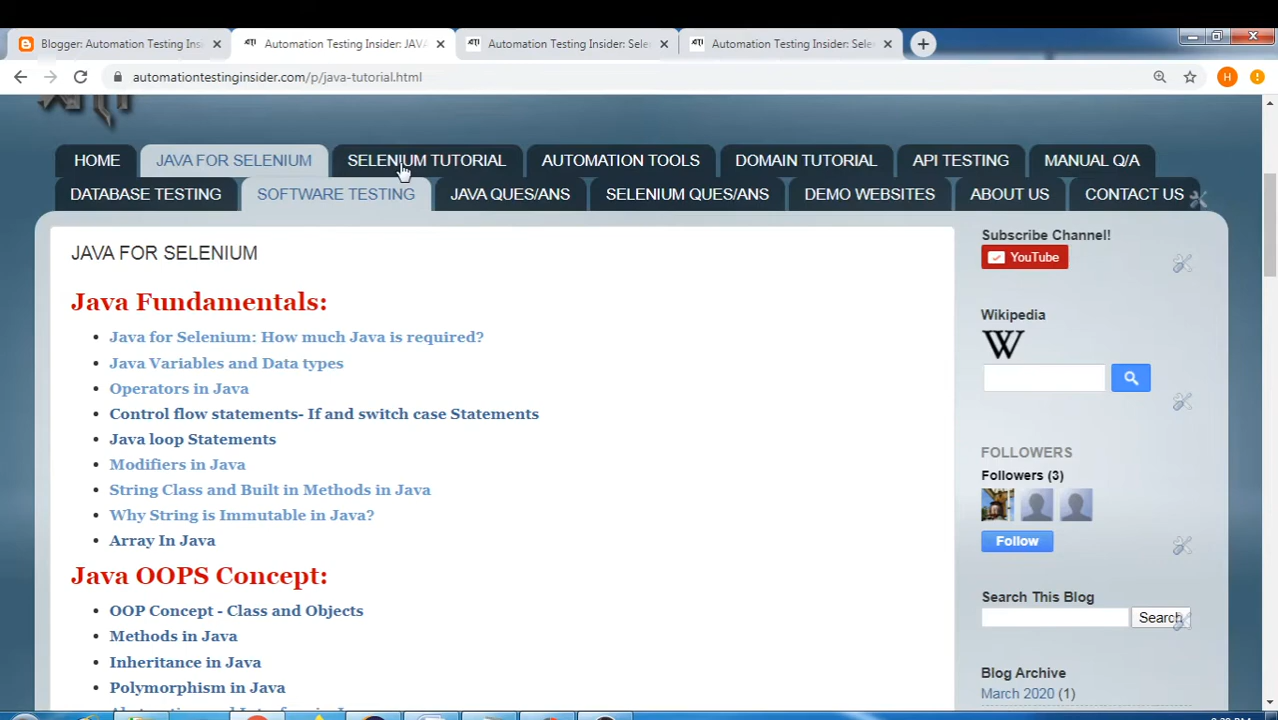 Blogger: Automation Testing Ins
Automation Testing Insider: JAVA
Automation Testing Insider: Sele
Automation Testing Insider: Sele
automationtestinginsider.com/p/java-tutorial.html
H
HOME
JAVA FOR SELENIUM
SELENIUM TUTORIAL
AUTOMATION TOOLS
DOMAIN TUTORIAL
API TESTING
MANUAL Q/A
DATABASE TESTING
SOFTWARE TESTING
JAVA QUES/ANS
SELENIUM QUES/ANS
DEMO WEBSITES
ABOUT US
CONTACT US
JAVA FOR SELENIUM
Java Fundamentals:
Java for Selenium: How much Java is required?
Java Variables and Data types
Operators in Java
Control flow statements- If and switch case Statements
Java loop Statements
Modifiers in Java
String Class and Built in Methods in Java
Why String is Immutable in Java?
Array In Java
Java OOPS Concept:
OOP Concept - Class and Objects
Methods in Java
Inheritance in Java
Polymorphism in Java
Subscribe Channel!
YouTube
Wikipedia
W
FOLLOWERS
Followers (3)
Follow
Search This Blog
Search
Blog Archive
March 2020 (1)